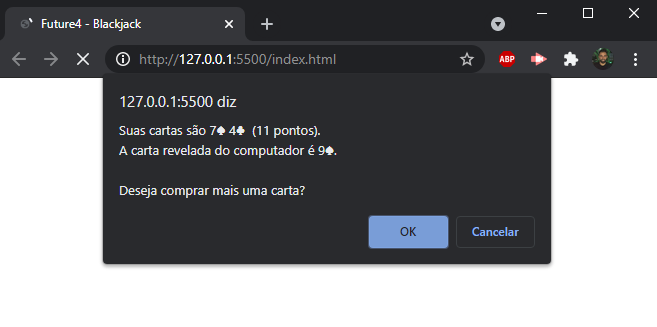 Future4 - Blackjack
http://127.0.0.1:5500/index.html
ABP
127.0.0.1:5500 diz
Suas cartas são 7♠ 4♣ (11 pontos).
A carta revelada do computador é 9♠.
Deseja comprar mais uma carta?
OK
Cancelar